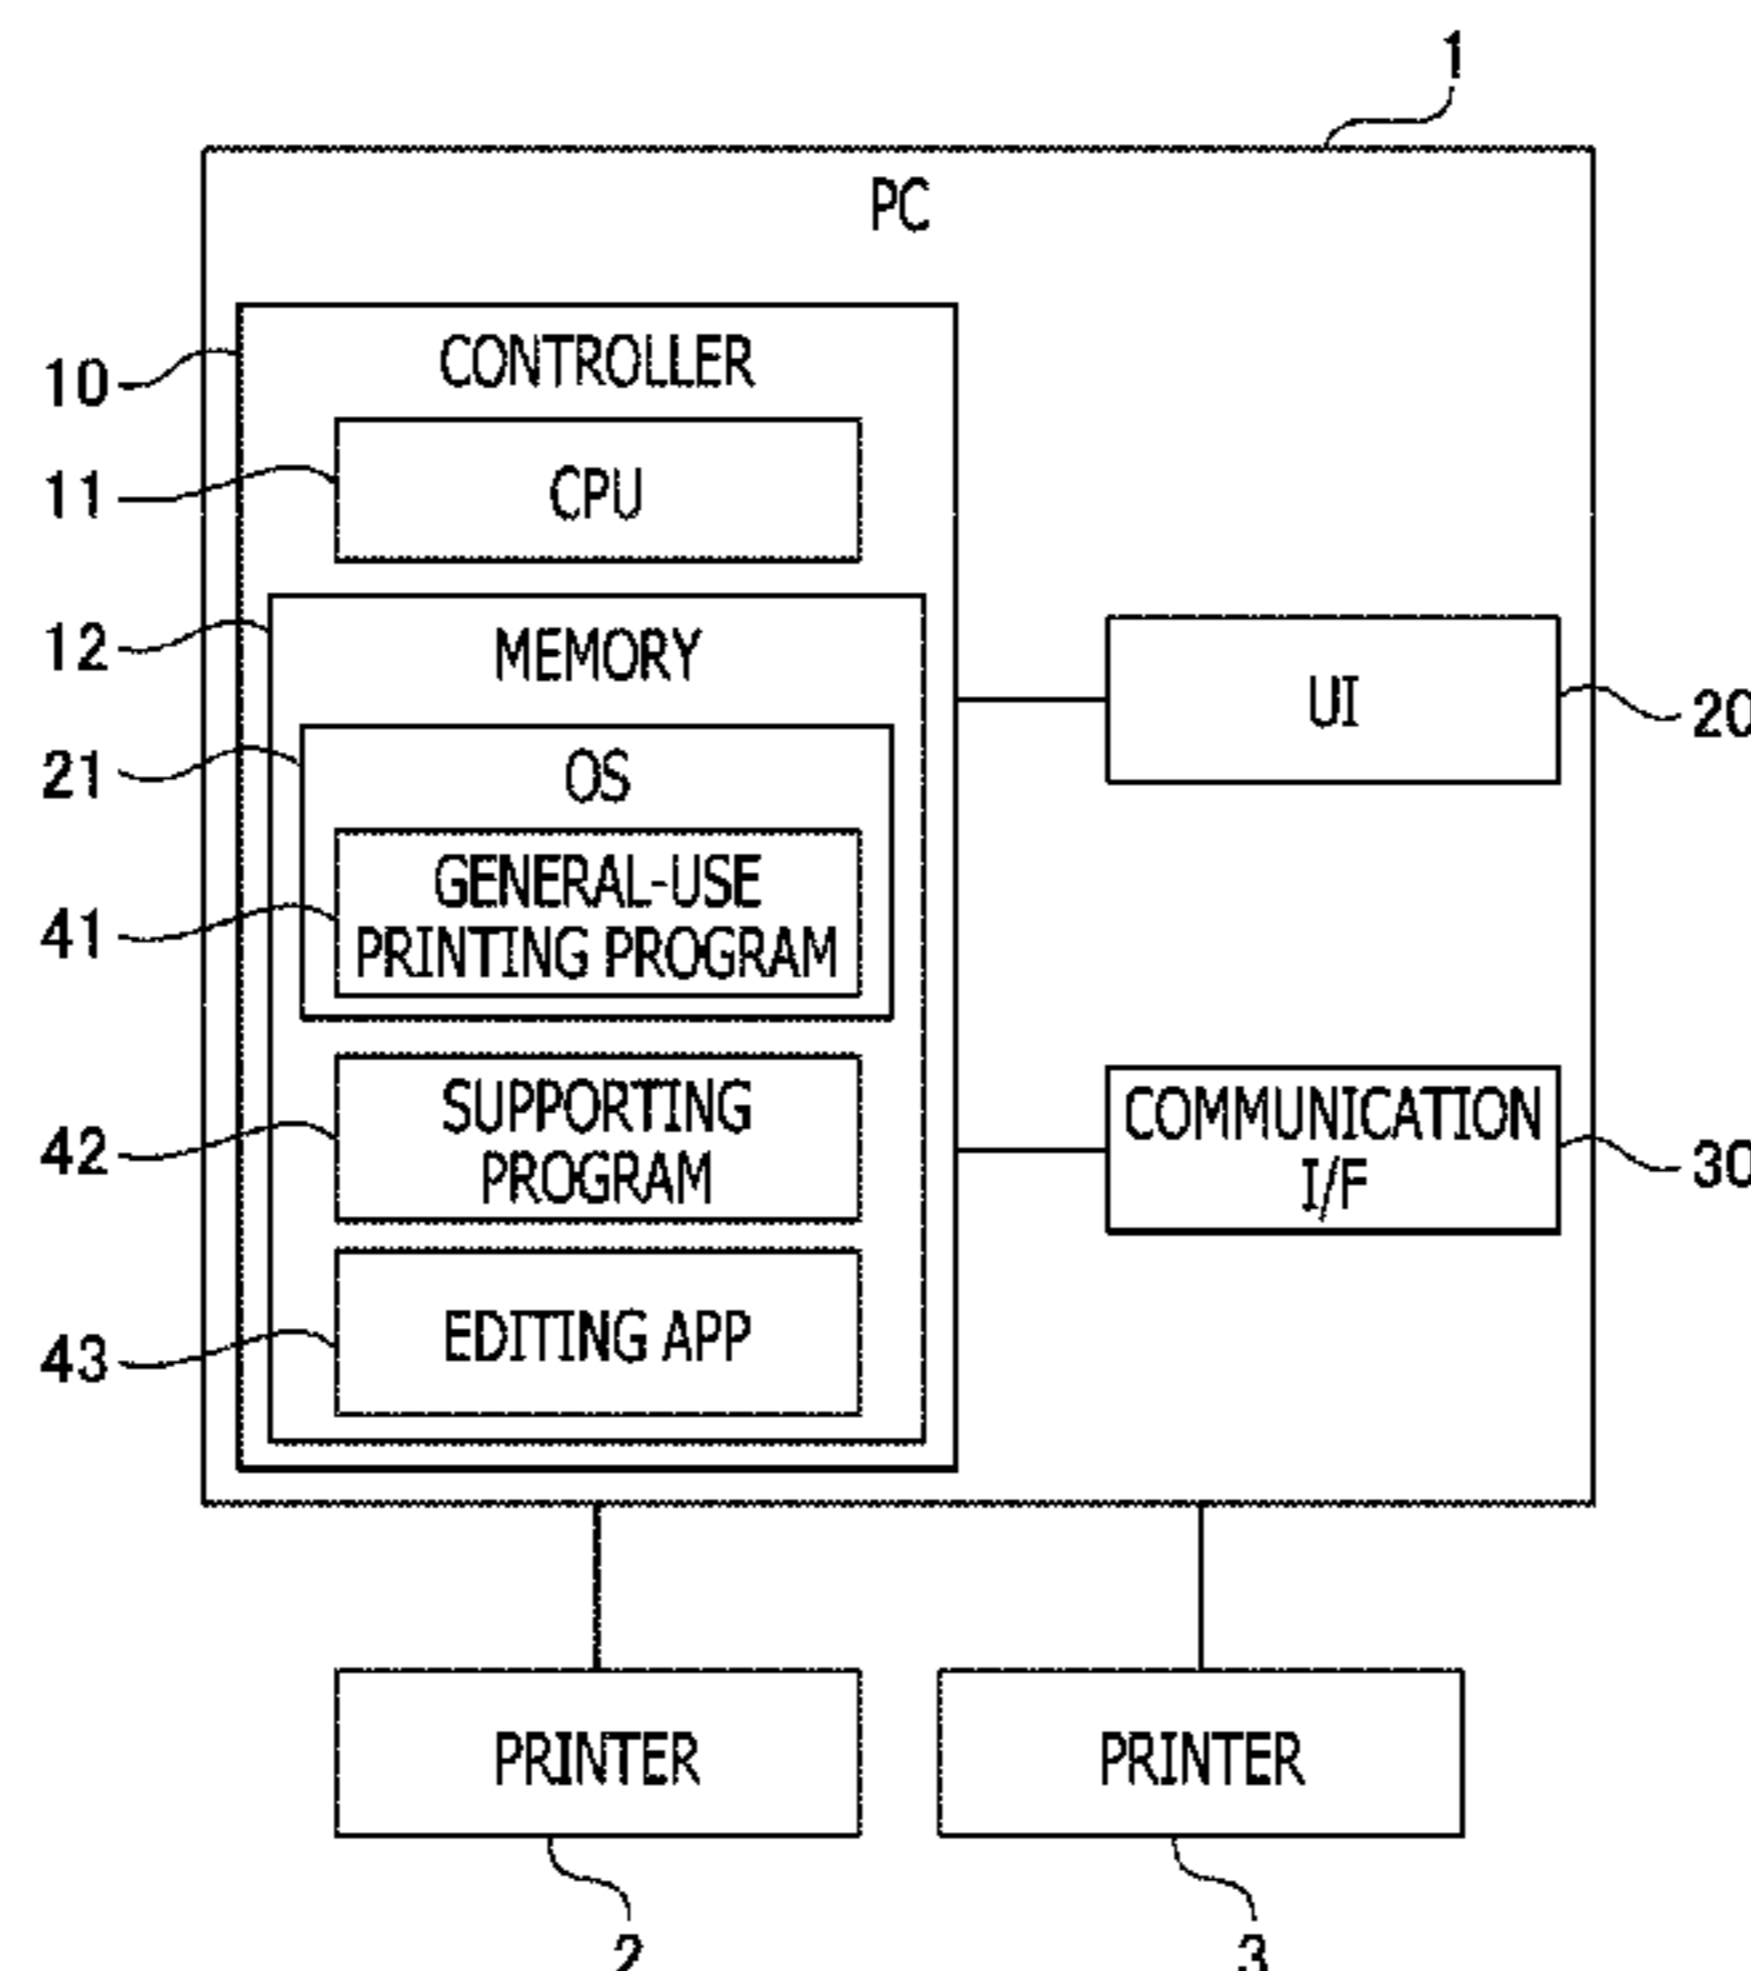 1
PC
10
CONTROLLER
11
CPU
12
MEMORY
21
OS
41
GENERAL-USE
PRINTING PROGRAM
42
SUPPORTING
PROGRAM
43
EDITING APP
UI
20
COMMUNICATION
I/F
30
PRINTER
PRINTER
2
3